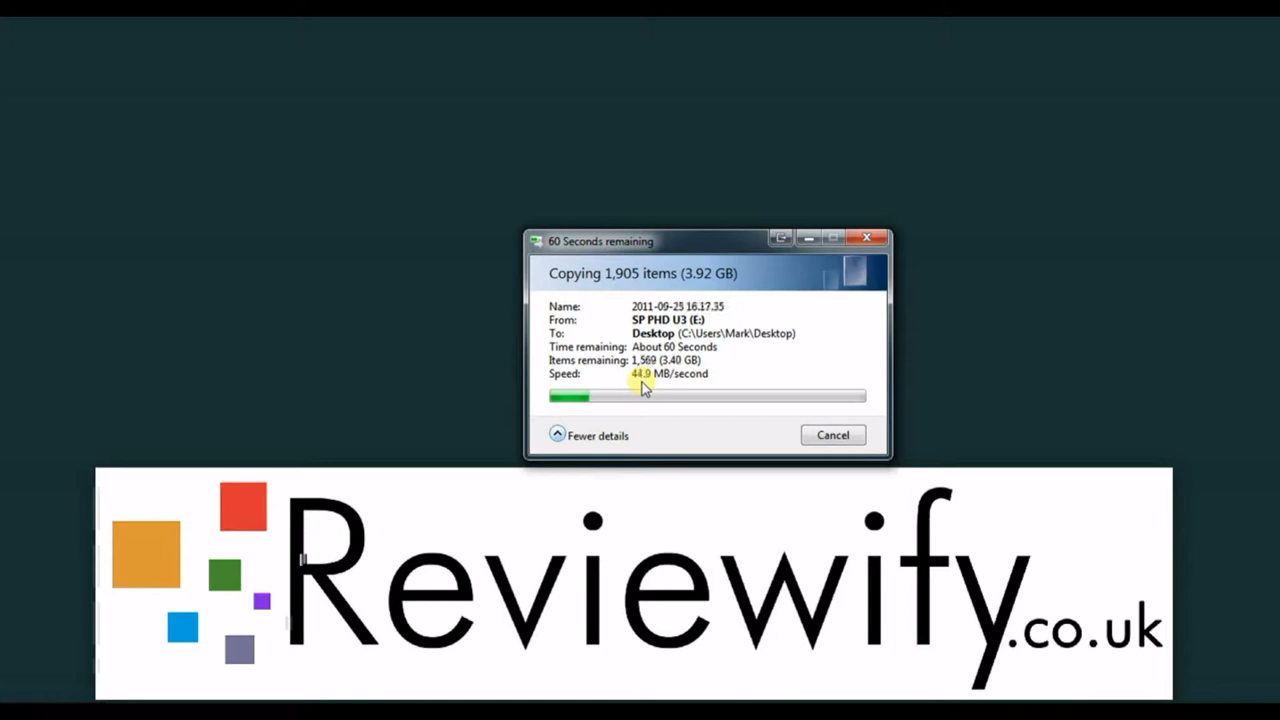 60 Seconds remaining
Copying 1,905 items (3.92 GB)
Name: 2011-09-25 16.17.35
From: SP PHD U3 (E:)
To: Desktop (C:\Users\Mark\Desktop)
Time remaining: About 60 Seconds
Items remaining: 1,569 (3.40 GB)
Speed: 44.9 MB/second
Fewer details
Cancel
Reviewify.co.uk